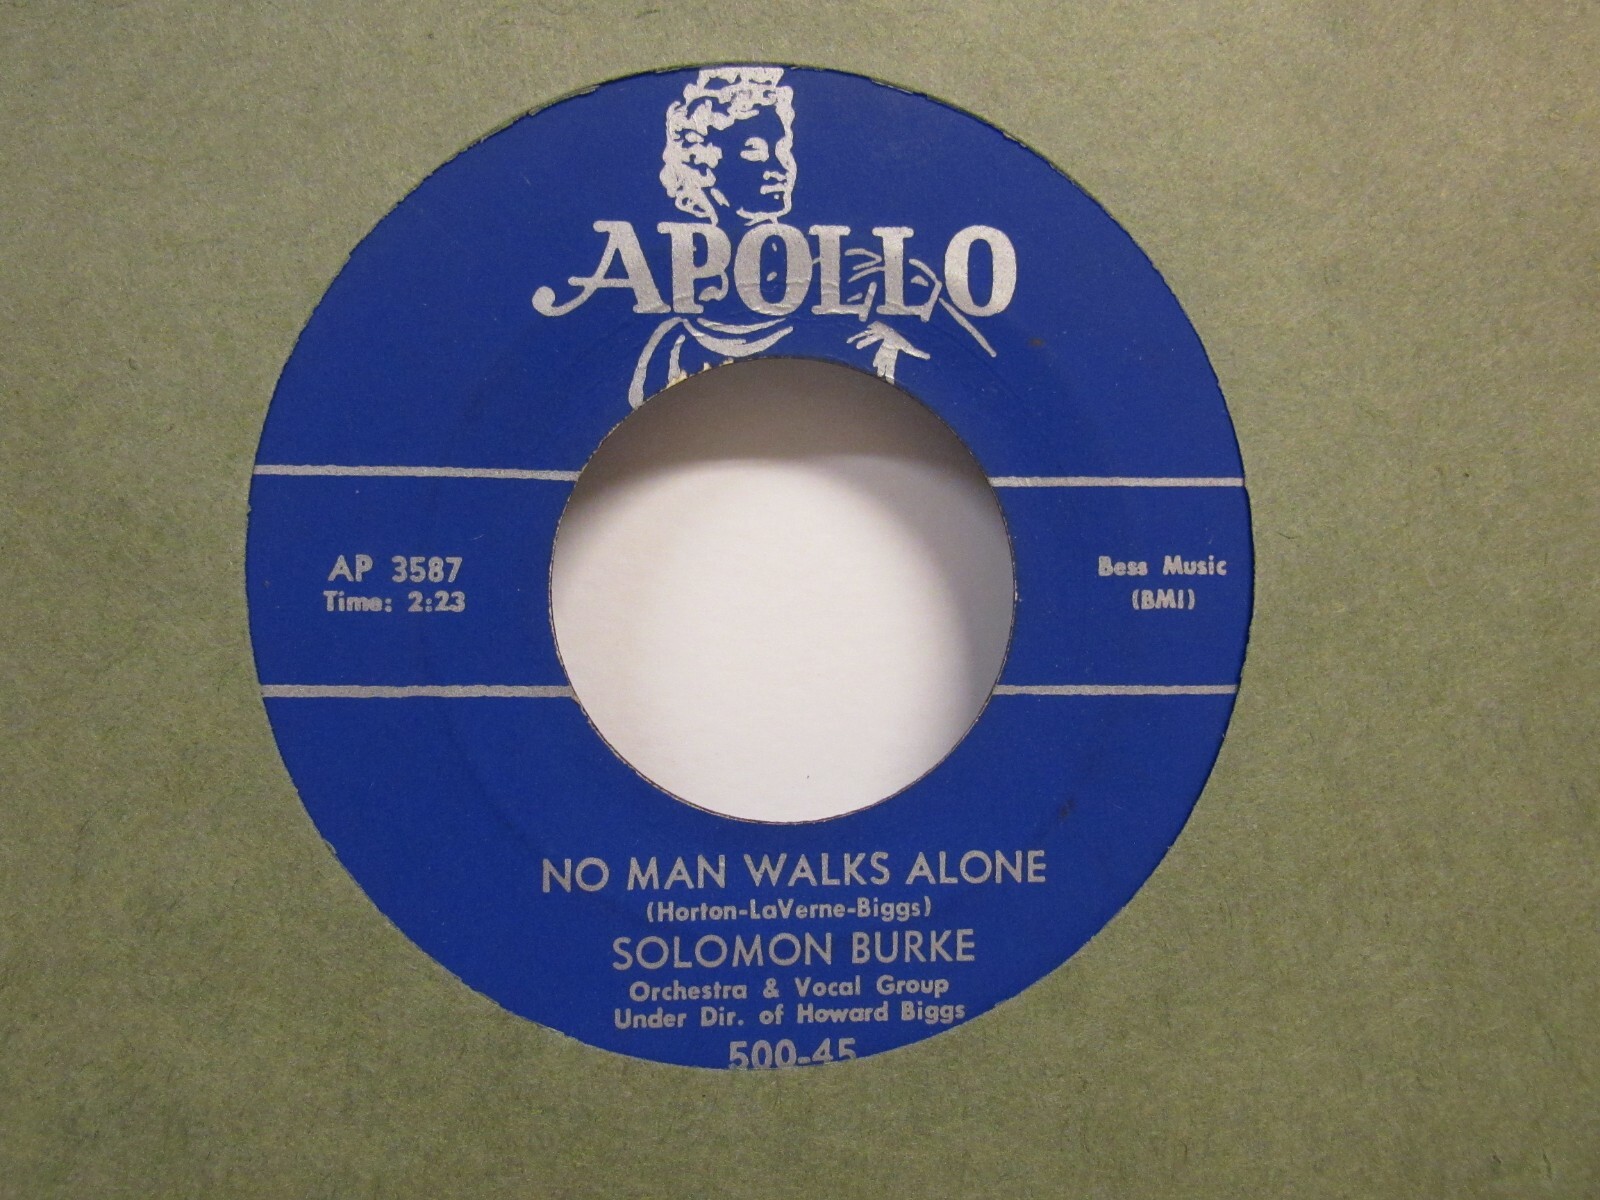 APOLLO
AP 3587
Time: 2:23
Bess Music
(BMI)
NO MAN WALKS ALONE
(Horton-LaVerne-Biggs)
SOLOMON BURKE
Orchestra & Vocal Group
Under Dir. of Howard Biggs
500-45